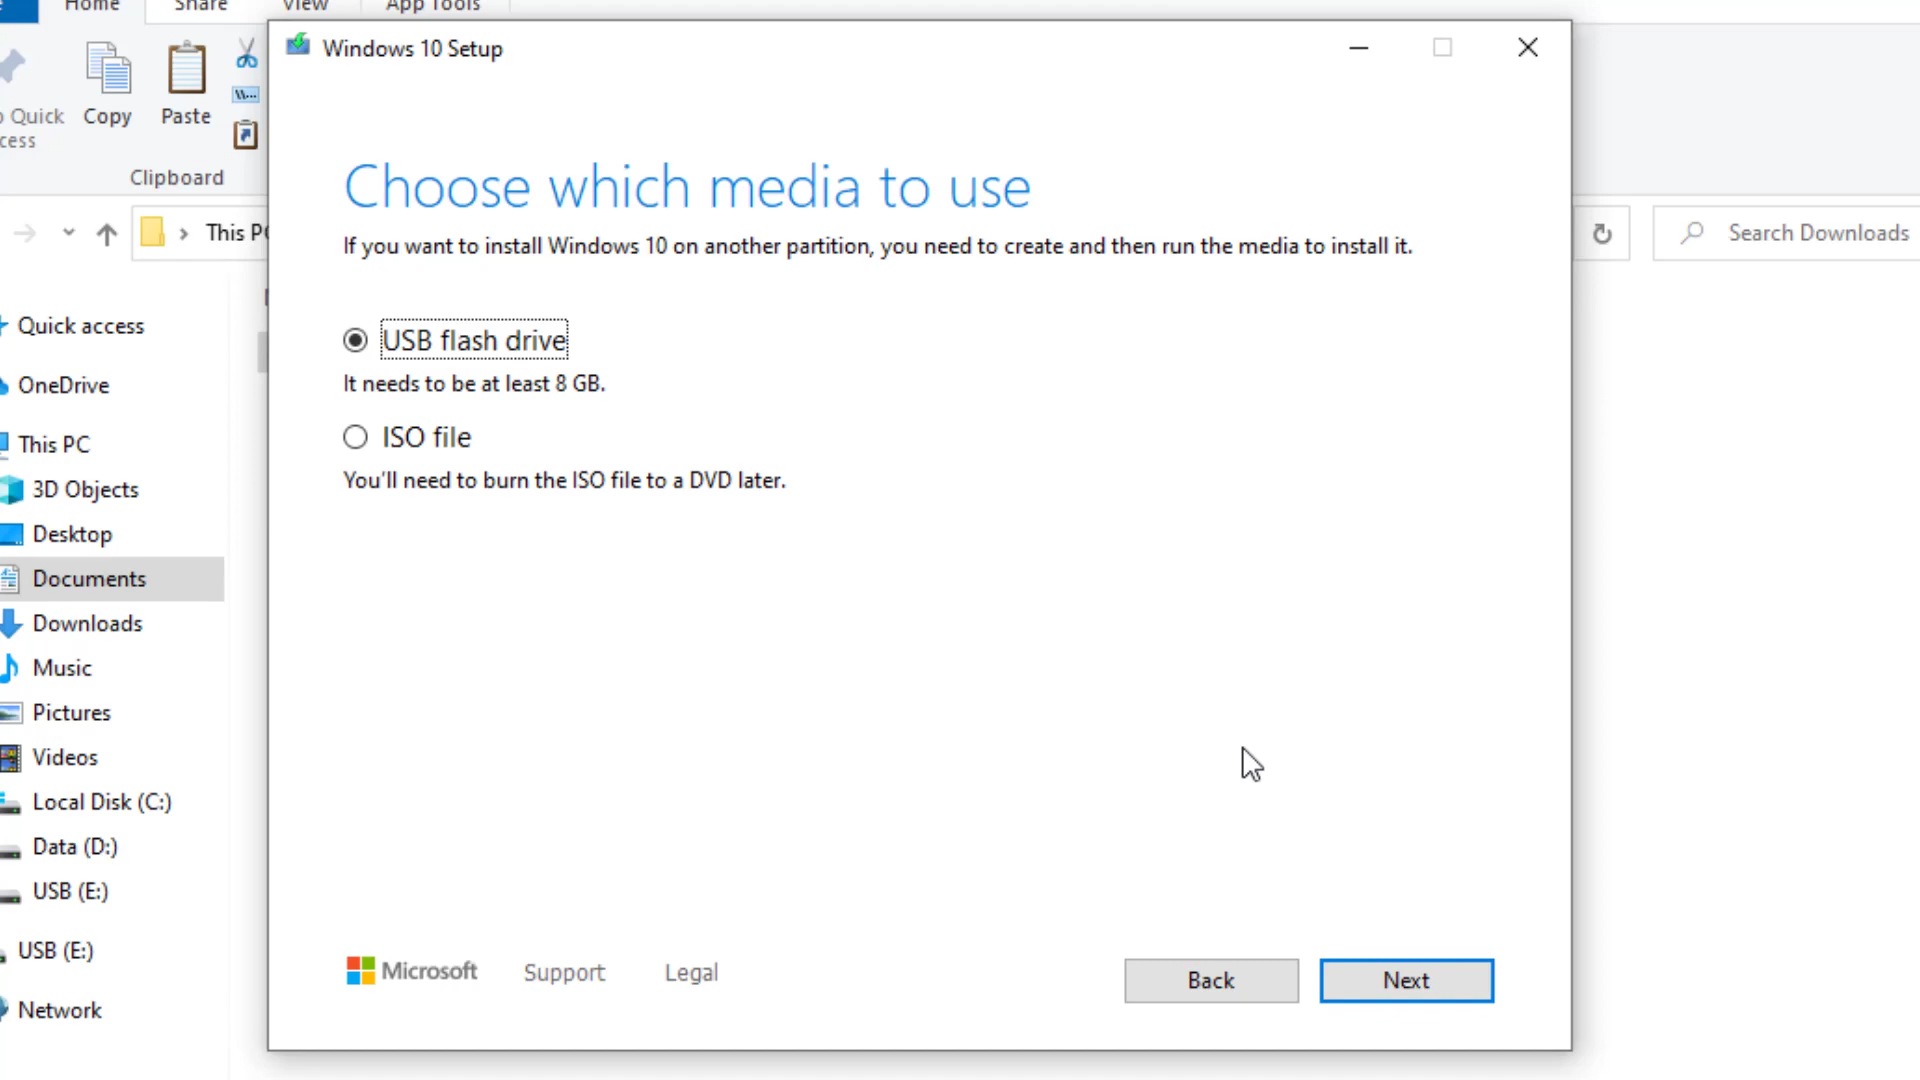 Home Share View App Tools
Windows 10 Setup
Quick
cess
Copy
Paste
Clipboard
This PC
Search Downloads
Choose which media to use
If you want to install Windows 10 on another partition, you need to create and then run the media to install it.
USB flash drive
It needs to be at least 8 GB.
ISO file
You'll need to burn the ISO file to a DVD later.
Quick access
OneDrive
This PC
3D Objects
Desktop
Documents
Downloads
Music
Pictures
Videos
Local Disk (C:)
Data (D:)
USB (E:)
USB (E:)
Network
Microsoft
Support
Legal
Back
Next